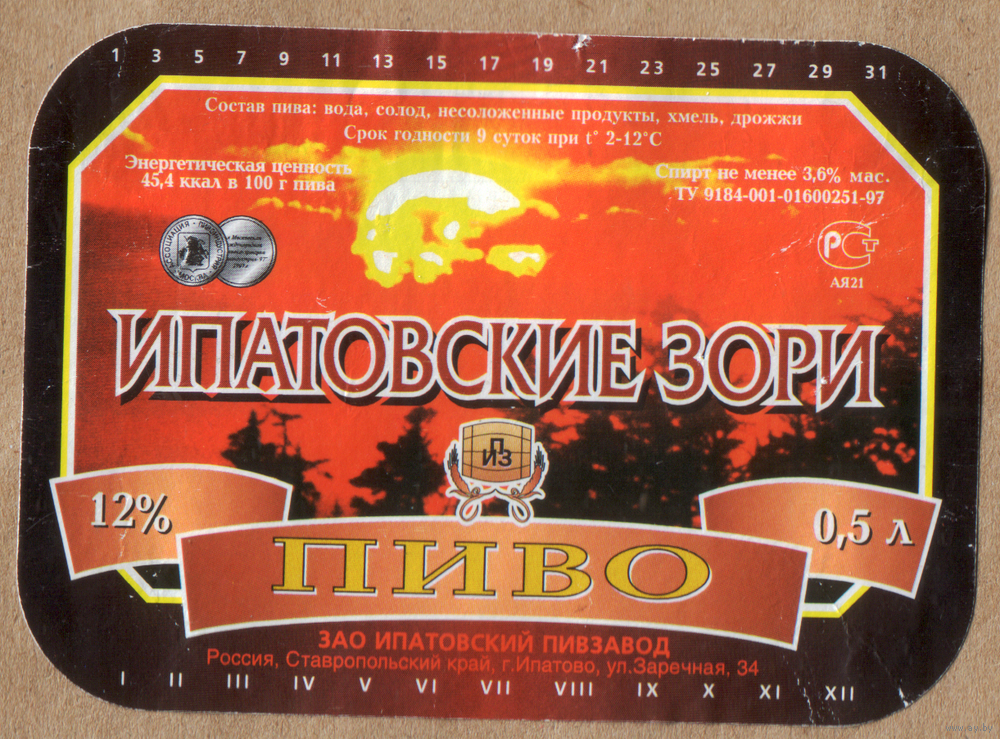 1 3 5 7 9 11 13 15 17 19 21 23 25 27 29 31
Состав пива: вода, солод, несоложенные продукты, хмель, дрожжи
Срок годности 9 суток при t° 2-12°С
Энергетическая ценность
45,4 ккал в 100 г пива
Спирт не менее 3,6% мас.
ТУ 9184-001-01600251-97
АССОЦИАЦИЯ
МОСКВА
РСТ
АЯ21
ИПАТОВСКИЕ ЗОРИ
П
ИЗ
12%
0,5 л
ПИВО
ЗАО ИПАТОВСКИЙ ПИВЗАВОД
Россия, Ставропольский край, г.Ипатово, ул.Заречная, 34
I II III IV V VI VII VIII IX X XI XII